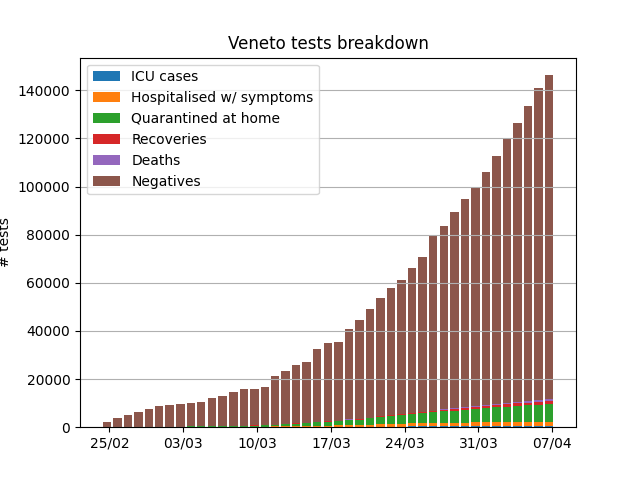 Veneto tests breakdown
ICU cases
Hospitalised w/ symptoms
Quarantined at home
Recoveries
Deaths
Negatives
# tests
140000
120000
100000
80000
60000
40000
20000
0
25/02 03/03 10/03 17/03 24/03 31/03 07/04